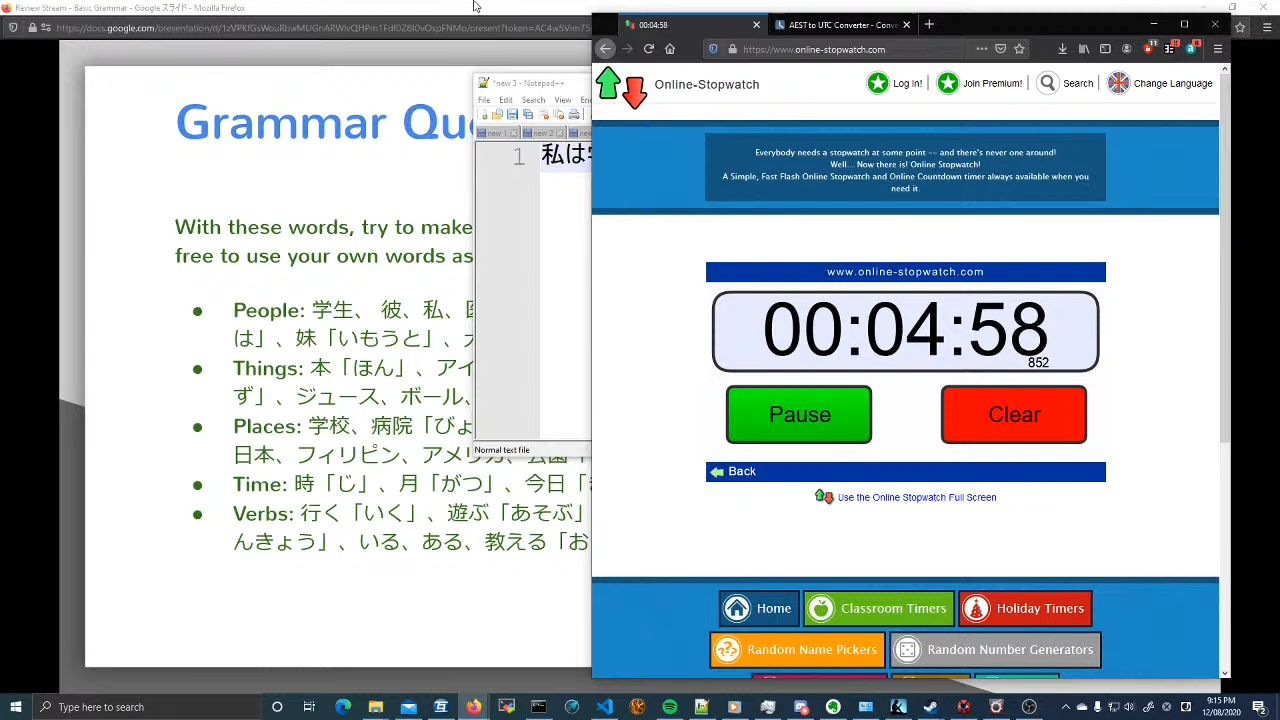 Review Stream - Basic Grammar - Google スライド - Mozilla Firefox
Grammar Que
With these words, try to make
free to use your own words as
People: 学生、 彼、私、
は」、妹「いもうと」、
Things: 本「ほん」、アイ
ず」、ジュース、ボール、
Places: 学校、病院「びょ
日本、フィリピン、アメリカ、公園「
Time: 時「じ」、月「がつ」、今日「
Verbs: 行く「いく」、遊ぶ「あそぶ」
んきょう」、いる、ある、教える「お
*new 3 - Notepad++
File Edit Search View
new 1 new 2
1 私は
Normal text file
00:04:58
AEST to UTC Converter - Conve
https://www.online-stopwatch.com
Online-Stopwatch
Log In!
Join Premium!
Search
Change Language
Everybody needs a stopwatch at some point -- and there's never one around!
Well... Now there is! Online Stopwatch!
A Simple, Fast Flash Online Stopwatch and Online Countdown timer always available when you
need it.
www.online-stopwatch.com
00:04:58
852
Pause
Clear
Back
Use the Online Stopwatch Full Screen
Home
Classroom Timers
Holiday Timers
Random Name Pickers
Random Number Generators
Type here to search
9:15 PM
12/08/2020